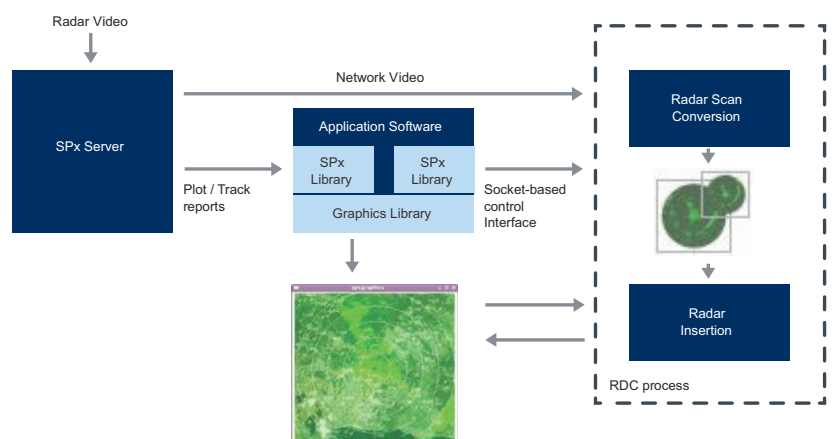 Radar Video
SPx Server
Network Video
Plot / Track
reports
Application Software
SPx
Library
SPx
Library
Graphics Library
Socket-based
control
Interface
Radar Scan
Conversion
Radar
Insertion
RDC process